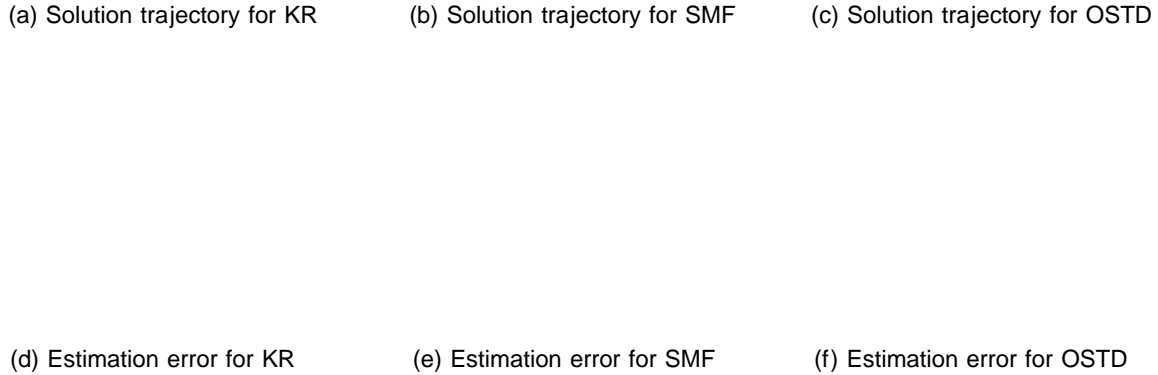 (a) Solution trajectory for KR
(b) Solution trajectory for SMF
(c) Solution trajectory for OSTD
(d) Estimation error for KR
(e) Estimation error for SMF
(f) Estimation error for OSTD